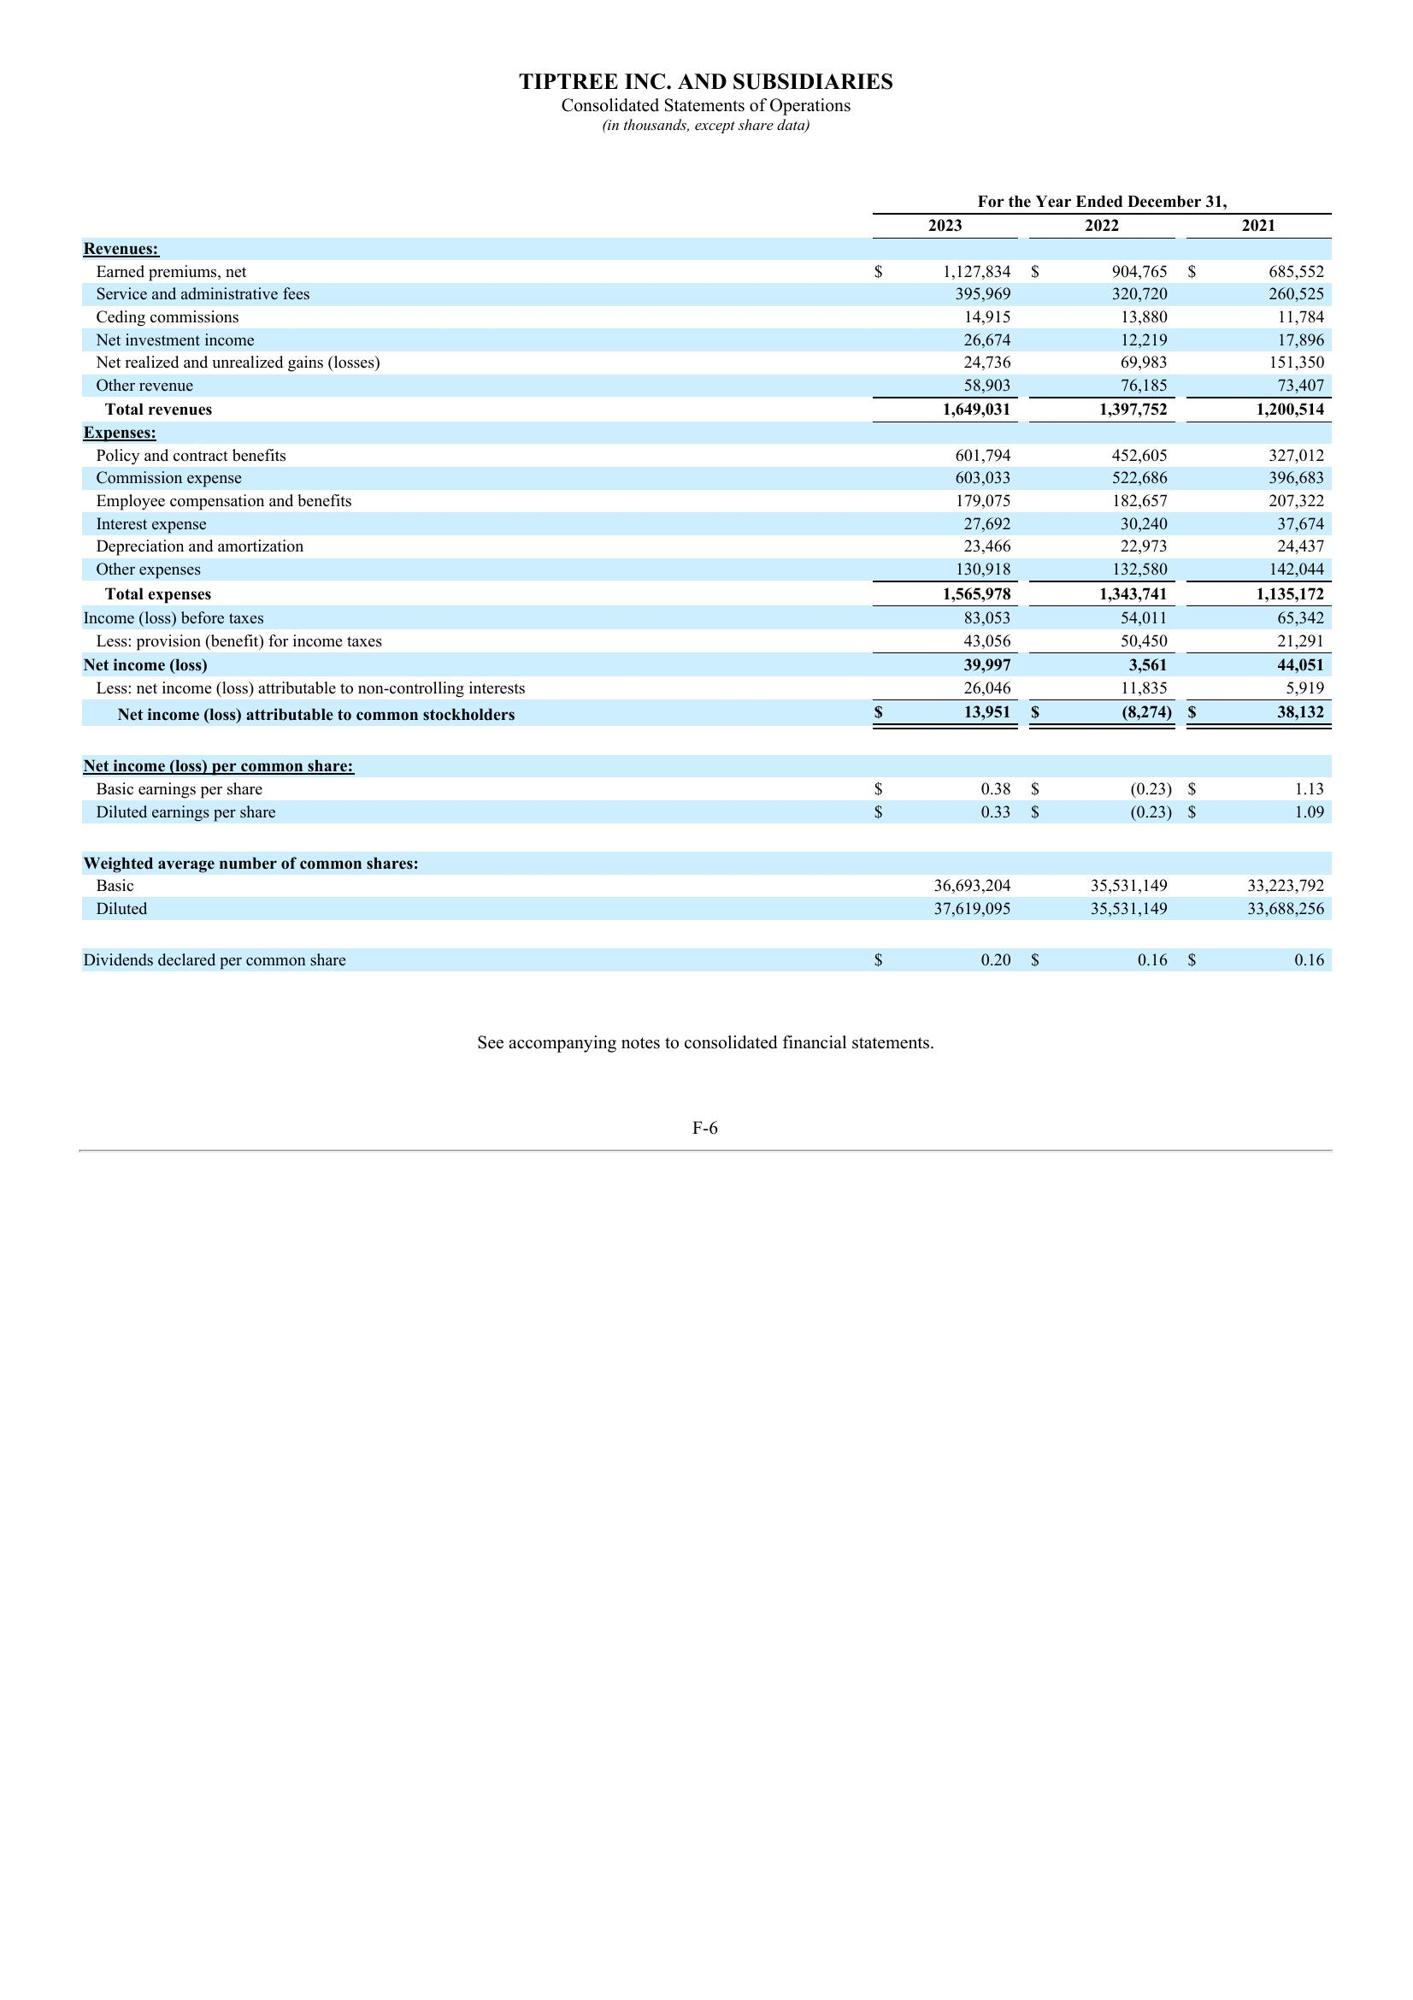 TIPTREE INC. AND SUBSIDIARIES
Consolidated Statements of Operations
(in thousands, except share data)
For the Year Ended December 31,
2023 2022 2021
Revenues:
Earned premiums, net $ 1,127,834 $ 904,765 $ 685,552
Service and administrative fees 395,969 320,720 260,525
Ceding commissions 14,915 13,880 11,784
Net investment income 26,674 12,219 17,896
Net realized and unrealized gains (losses) 24,736 69,983 151,350
Other revenue 58,903 76,185 73,407
Total revenues 1,649,031 1,397,752 1,200,514
Expenses:
Policy and contract benefits 601,794 452,605 327,012
Commission expense 603,033 522,686 396,683
Employee compensation and benefits 179,075 182,657 207,322
Interest expense 27,692 30,240 37,674
Depreciation and amortization 23,466 22,973 24,437
Other expenses 130,918 132,580 142,044
Total expenses 1,565,978 1,343,741 1,135,172
Income (loss) before taxes 83,053 54,011 65,342
Less: provision (benefit) for income taxes 43,056 50,450 21,291
Net income (loss) 39,997 3,561 44,051
Less: net income (loss) attributable to non-controlling interests 26,046 11,835 5,919
Net income (loss) attributable to common stockholders $ 13,951 $ (8,274) $ 38,132
Net income (loss) per common share:
Basic earnings per share $ 0.38 $ (0.23) $ 1.13
Diluted earnings per share $ 0.33 $ (0.23) $ 1.09
Weighted average number of common shares:
Basic 36,693,204 35,531,149 33,223,792
Diluted 37,619,095 35,531,149 33,688,256
Dividends declared per common share $ 0.20 $ 0.16 $ 0.16
See accompanying notes to consolidated financial statements.
F-6